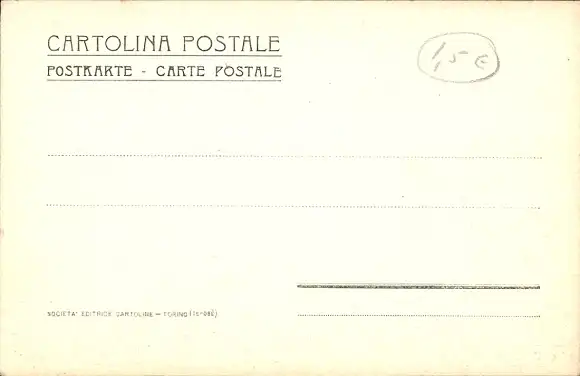 CARTOLINA POSTALE
POSTKARTE - CARTE POSTALE
1,5 €
SOCIETA' EDITRICE CARTOLINE — TORINO